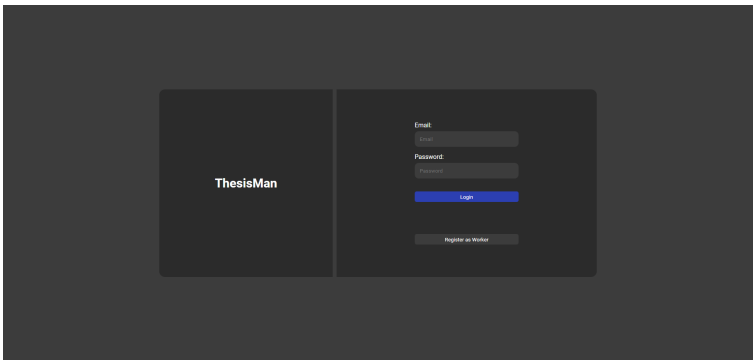 ThesisMan
Email:
Email
Password:
Password
Login
Register as Worker